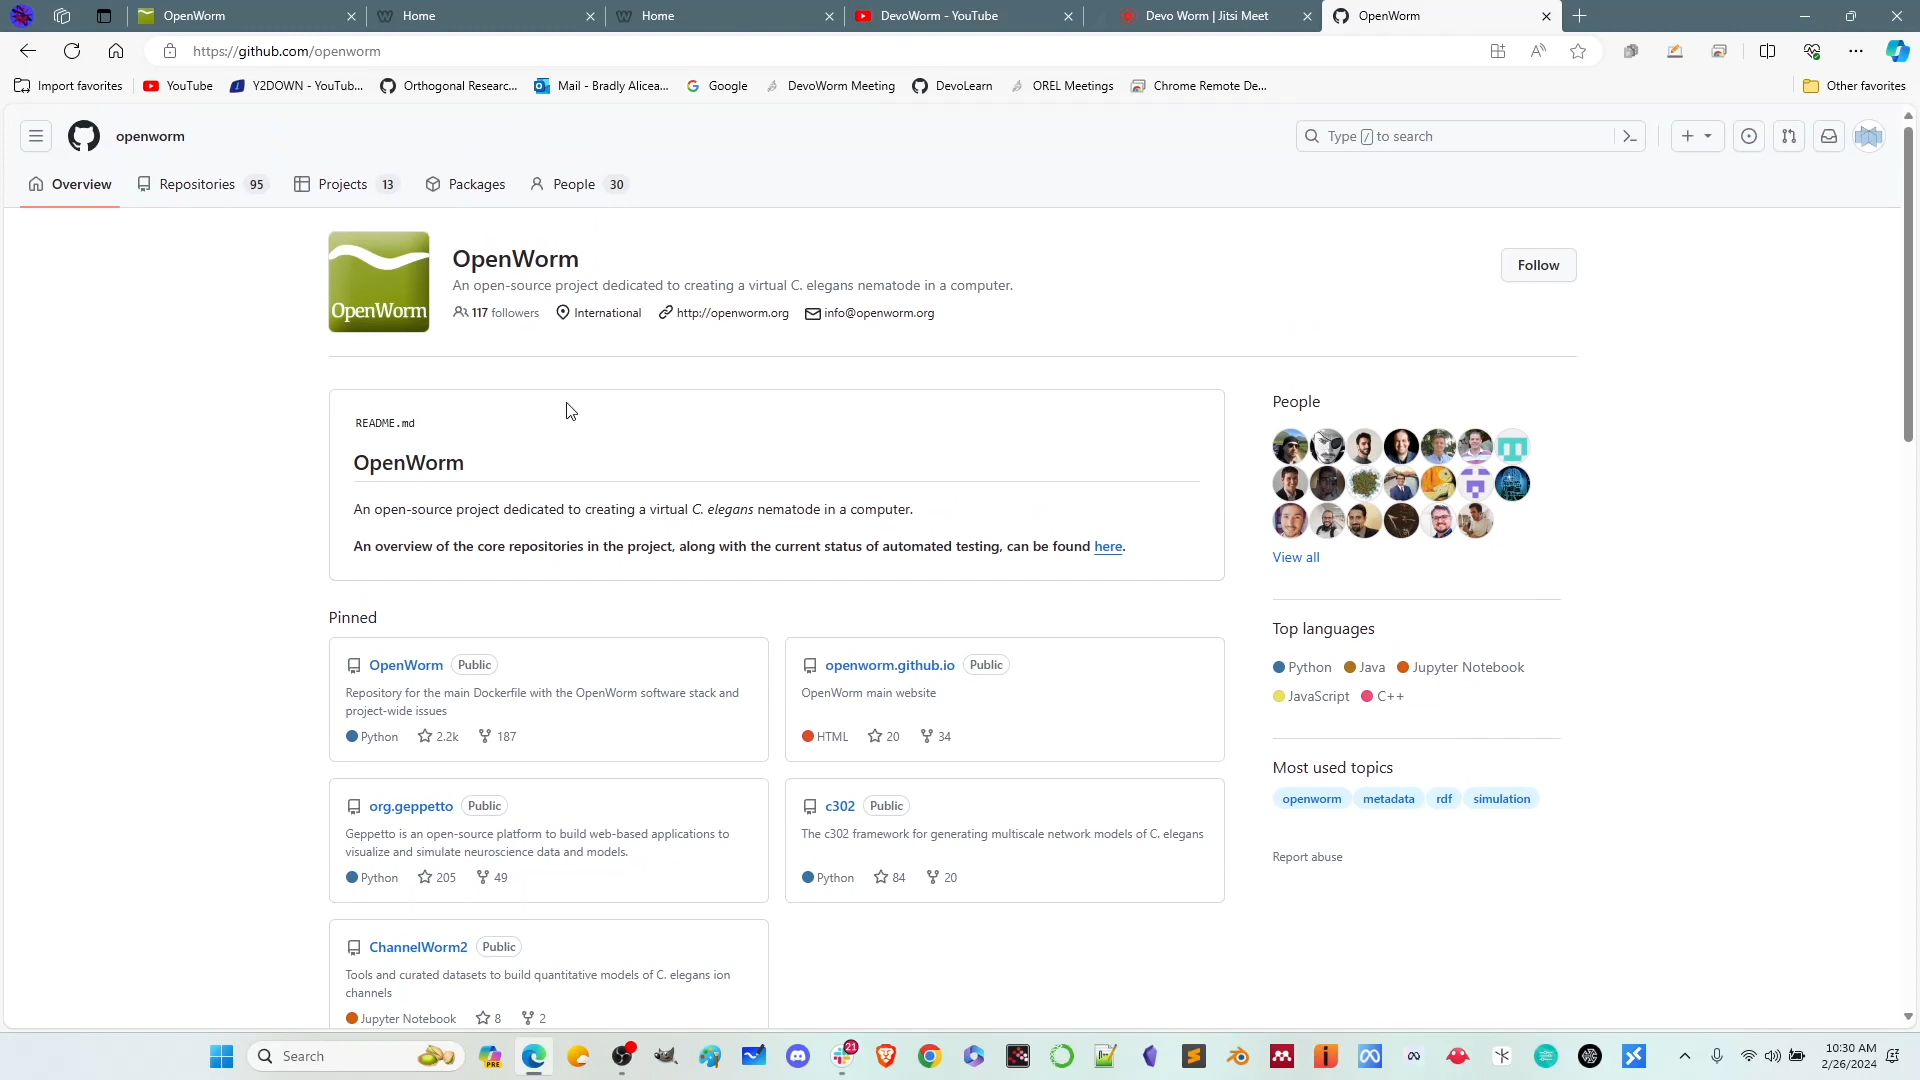 OpenWorm
Home
Home
DevoWorm - YouTube
Devo Worm | Jitsi Meet
OpenWorm
https://github.com/openworm
Import favorites
YouTube
Y2DOWN - YouTub...
Orthogonal Researc...
Mail - Bradly Alicea...
Google
DevoWorm Meeting
DevoLearn
OREL Meetings
Chrome Remote De...
Other favorites
openworm
Type / to search
Overview
Repositories 95
Projects 13
Packages
People 30
OpenWorm
OpenWorm
An open-source project dedicated to creating a virtual C. elegans nematode in a computer.
117 followers
International
http://openworm.org
info@openworm.org
Follow
README.md
OpenWorm
An open-source project dedicated to creating a virtual C. elegans nematode in a computer.
An overview of the core repositories in the project, along with the current status of automated testing, can be found here.
People
View all
Pinned
OpenWorm Public
Repository for the main Dockerfile with the OpenWorm software stack and
project-wide issues
Python 2.2k 187
openworm.github.io Public
OpenWorm main website
HTML 20 34
org.geppetto Public
Geppetto is an open-source platform to build web-based applications to
visualize and simulate neuroscience data and models.
Python 205 49
c302 Public
The c302 framework for generating multiscale network models of C. elegans
Python 84 20
ChannelWorm2 Public
Tools and curated datasets to build quantitative models of C. elegans ion
channels
Jupyter Notebook 8 2
Top languages
Python Java Jupyter Notebook
JavaScript C++
Most used topics
openworm metadata rdf simulation
Report abuse
Search
PRE
21
10:30 AM
2/26/2024